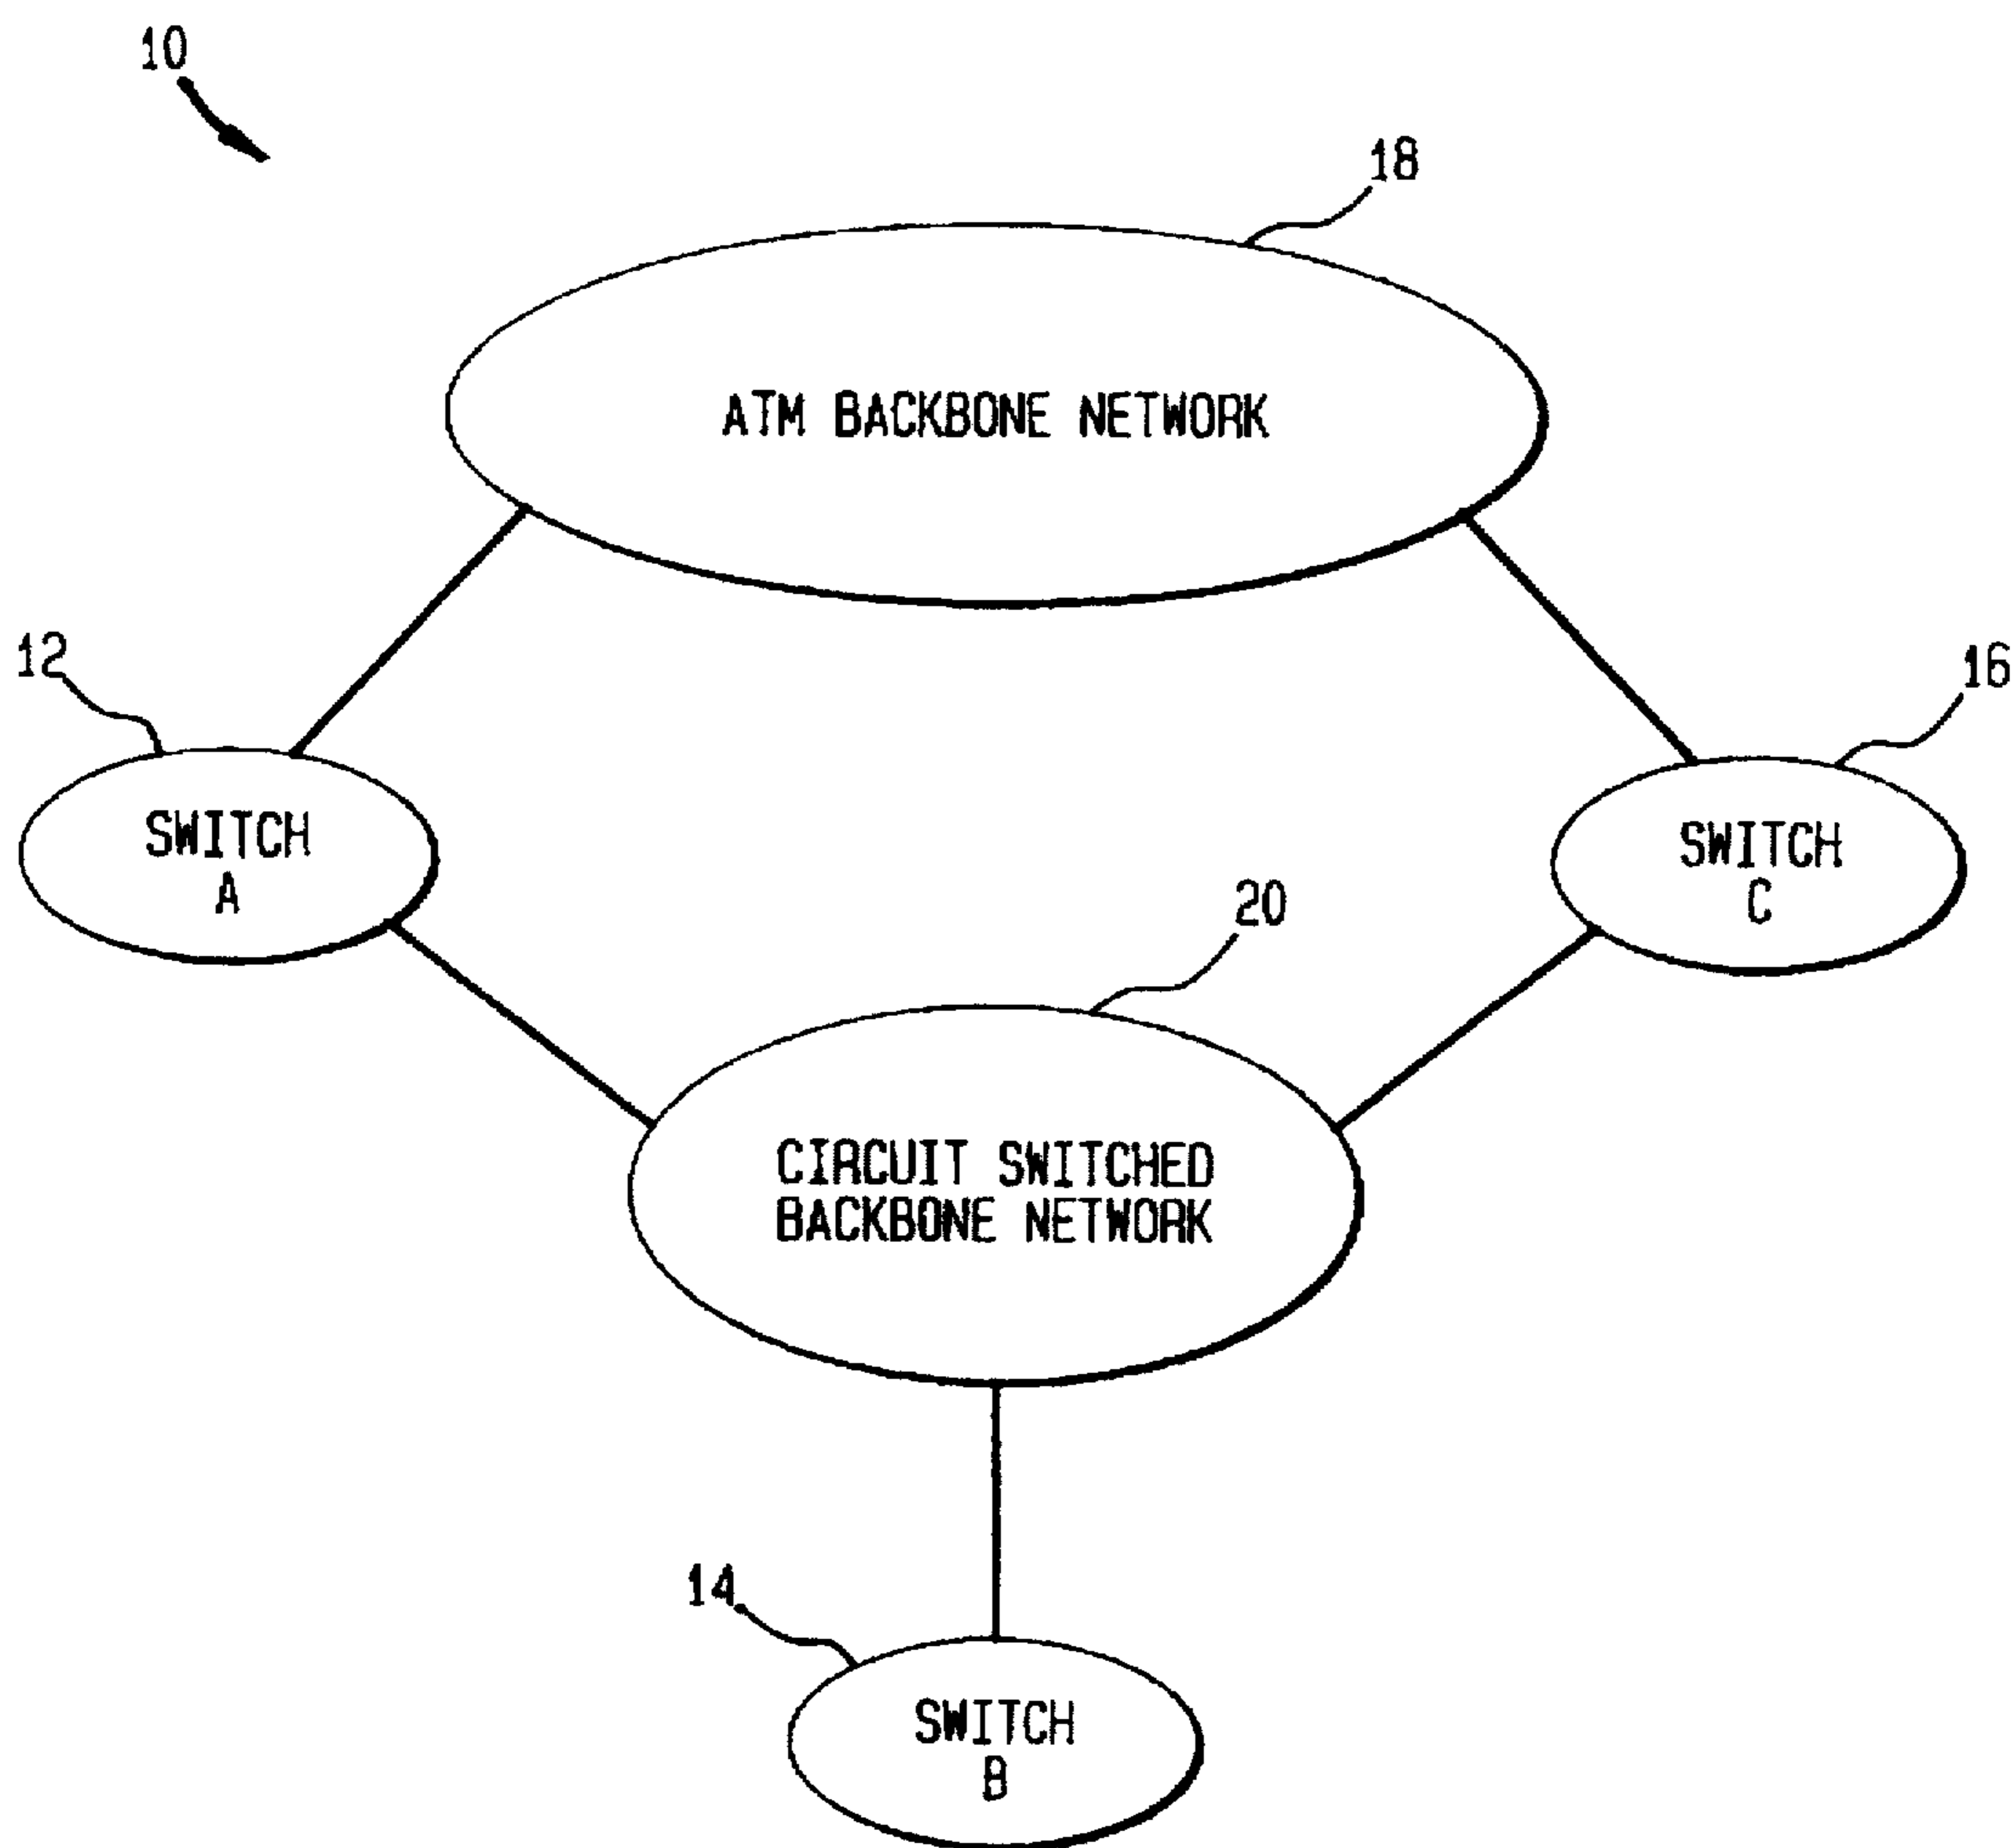 10
18
ATM BACKBONE NETWORK
12
16
SWITCH
A
SWITCH
C
20
CIRCUIT SWITCHED
BACKBONE NETWORK
14
SWITCH
B